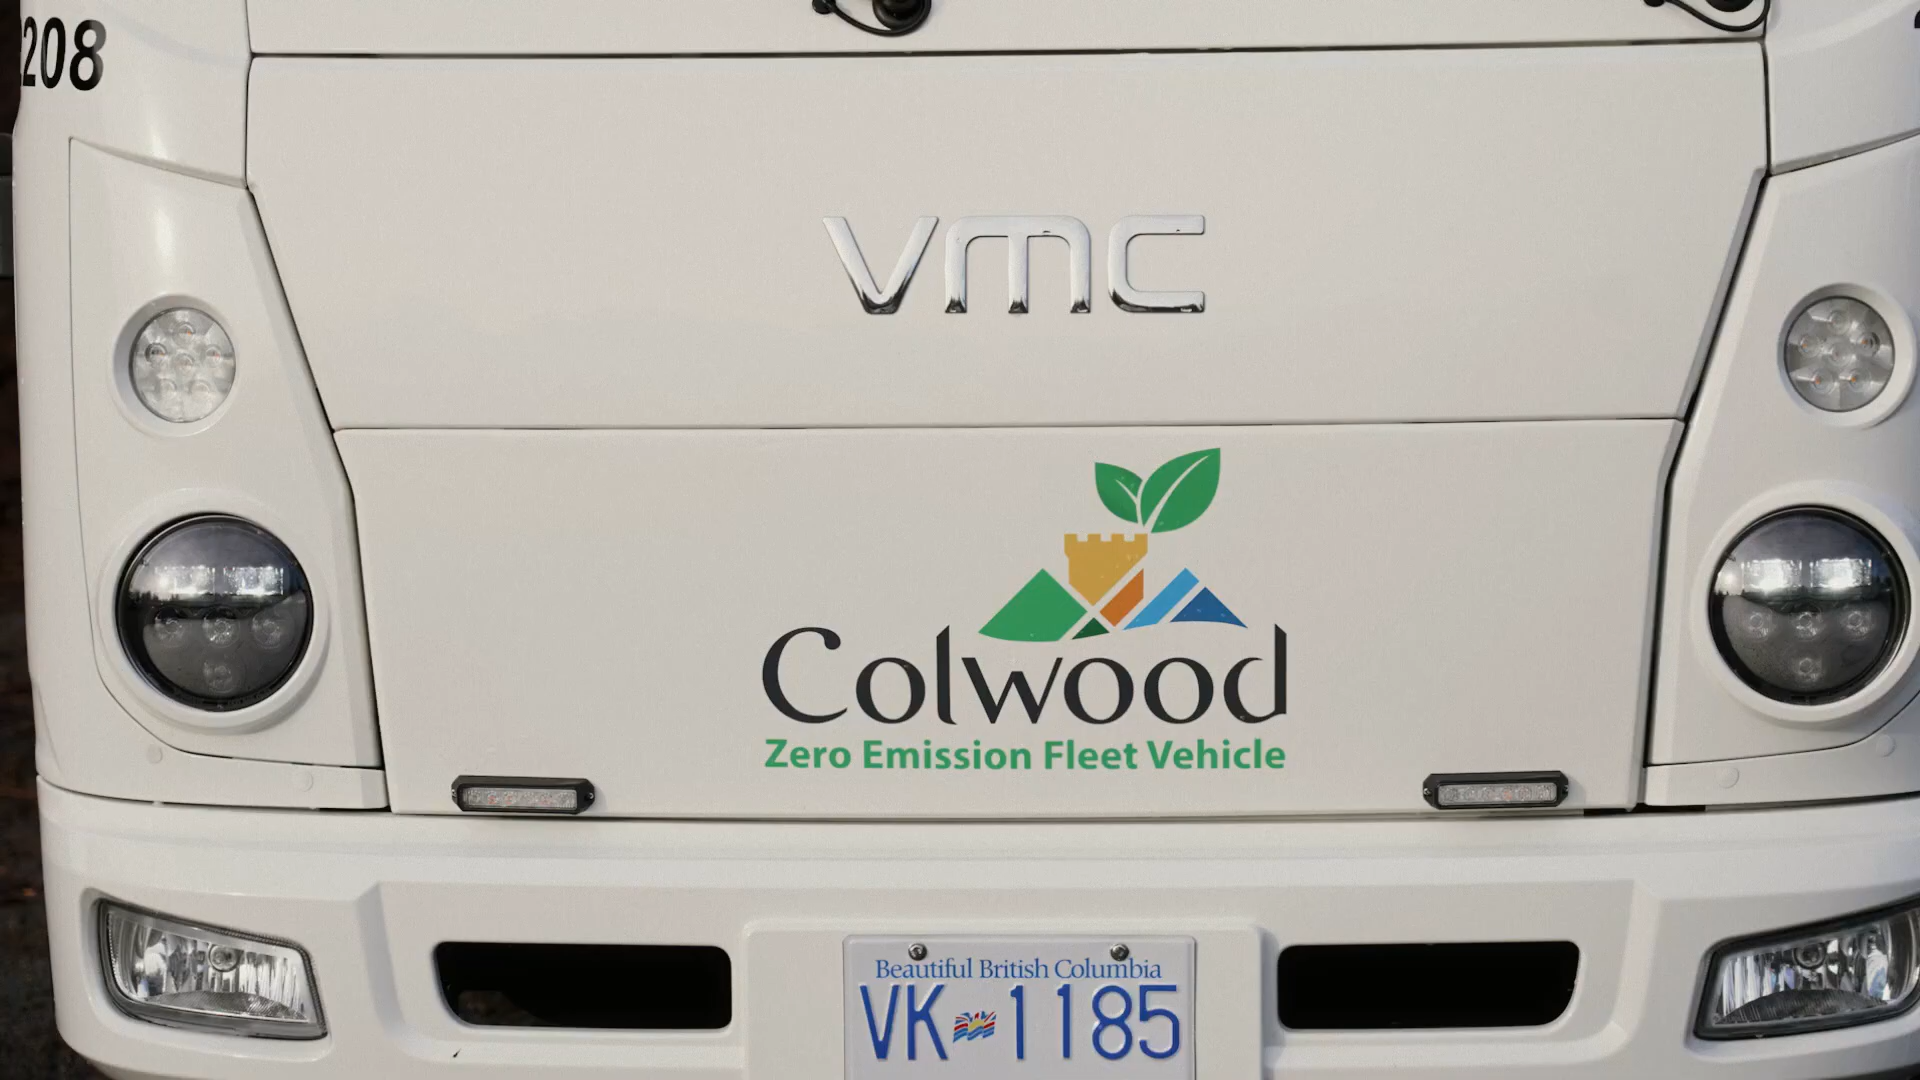 208
VMC
Colwood
Zero Emission Fleet Vehicle
Beautiful British Columbia
VK 1185